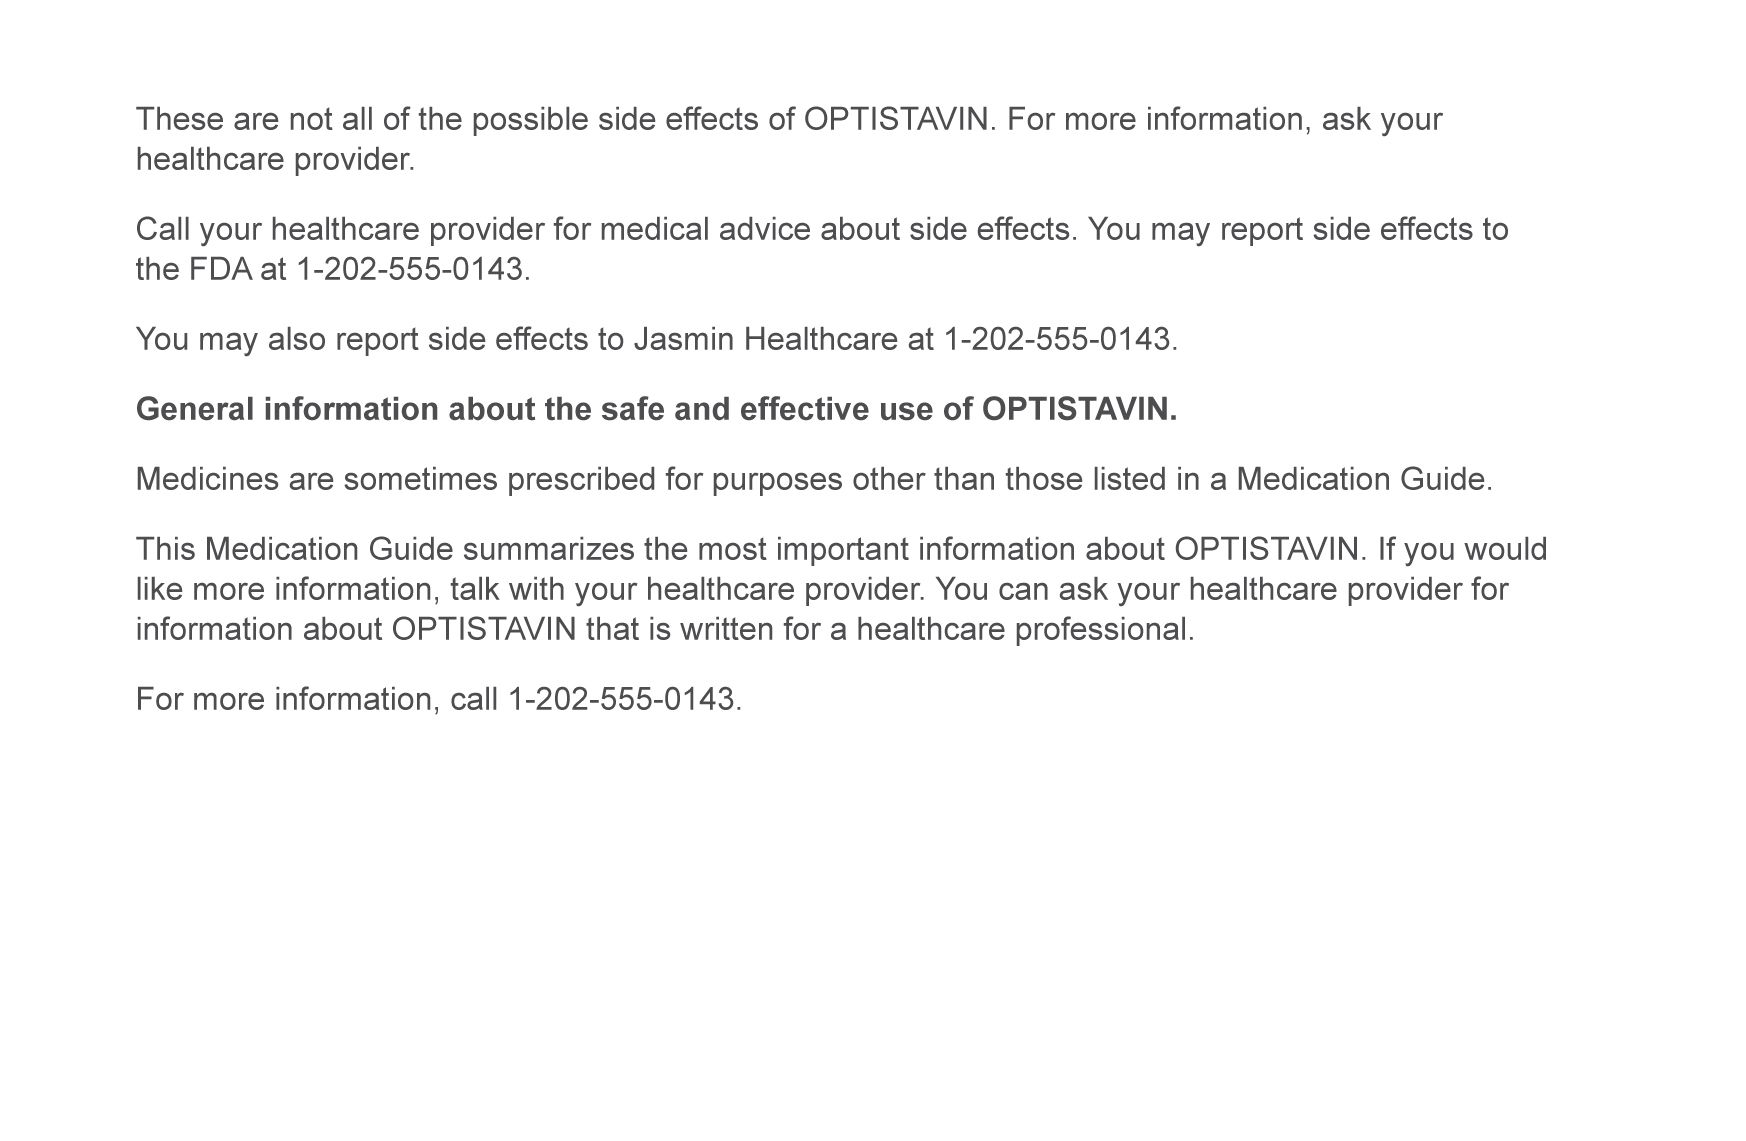 These are not all of the possible side effects of OPTISTAVIN. For more information, ask your
healthcare provider.
Call your healthcare provider for medical advice about side effects. You may report side effects to
the FDA at 1-202-555-0143.
You may also report side effects to Jasmin Healthcare at 1-202-555-0143.
General information about the safe and effective use of OPTISTAVIN.
Medicines are sometimes prescribed for purposes other than those listed in a Medication Guide.
This Medication Guide summarizes the most important information about OPTISTAVIN. If you would
like more information, talk with your healthcare provider. You can ask your healthcare provider for
information about OPTISTAVIN that is written for a healthcare professional.
For more information, call 1-202-555-0143.